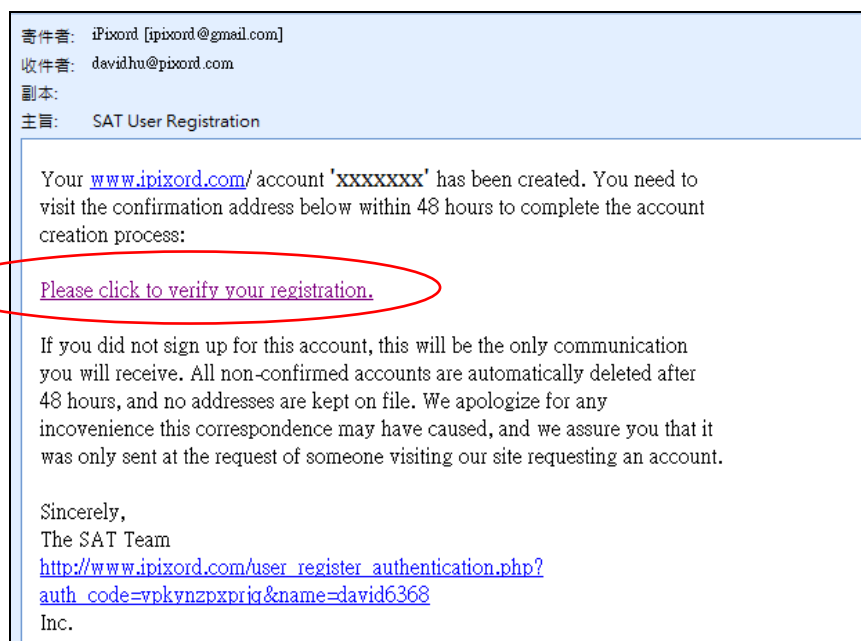 寄件者: iPixord [ipixord@gmail.com]
收件者: davidhu@pixord.com
副本:
主旨: SAT User Registration
Your www.ipixord.com/ account 'xxxxxxx' has been created. You need to
visit the confirmation address below within 48 hours to complete the account
creation process:
Please click to verify your registration.
If you did not sign up for this account, this will be the only communication
you will receive. All non-confirmed accounts are automatically deleted after
48 hours, and no addresses are kept on file. We apologize for any
incovenience this correspondence may have caused, and we assure you that it
was only sent at the request of someone visiting our site requesting an account.
Sincerely,
The SAT Team
http://www.ipixord.com/user_register_authentication.php?
auth_code=vpkynzpxprjq&name=david6368
Inc.